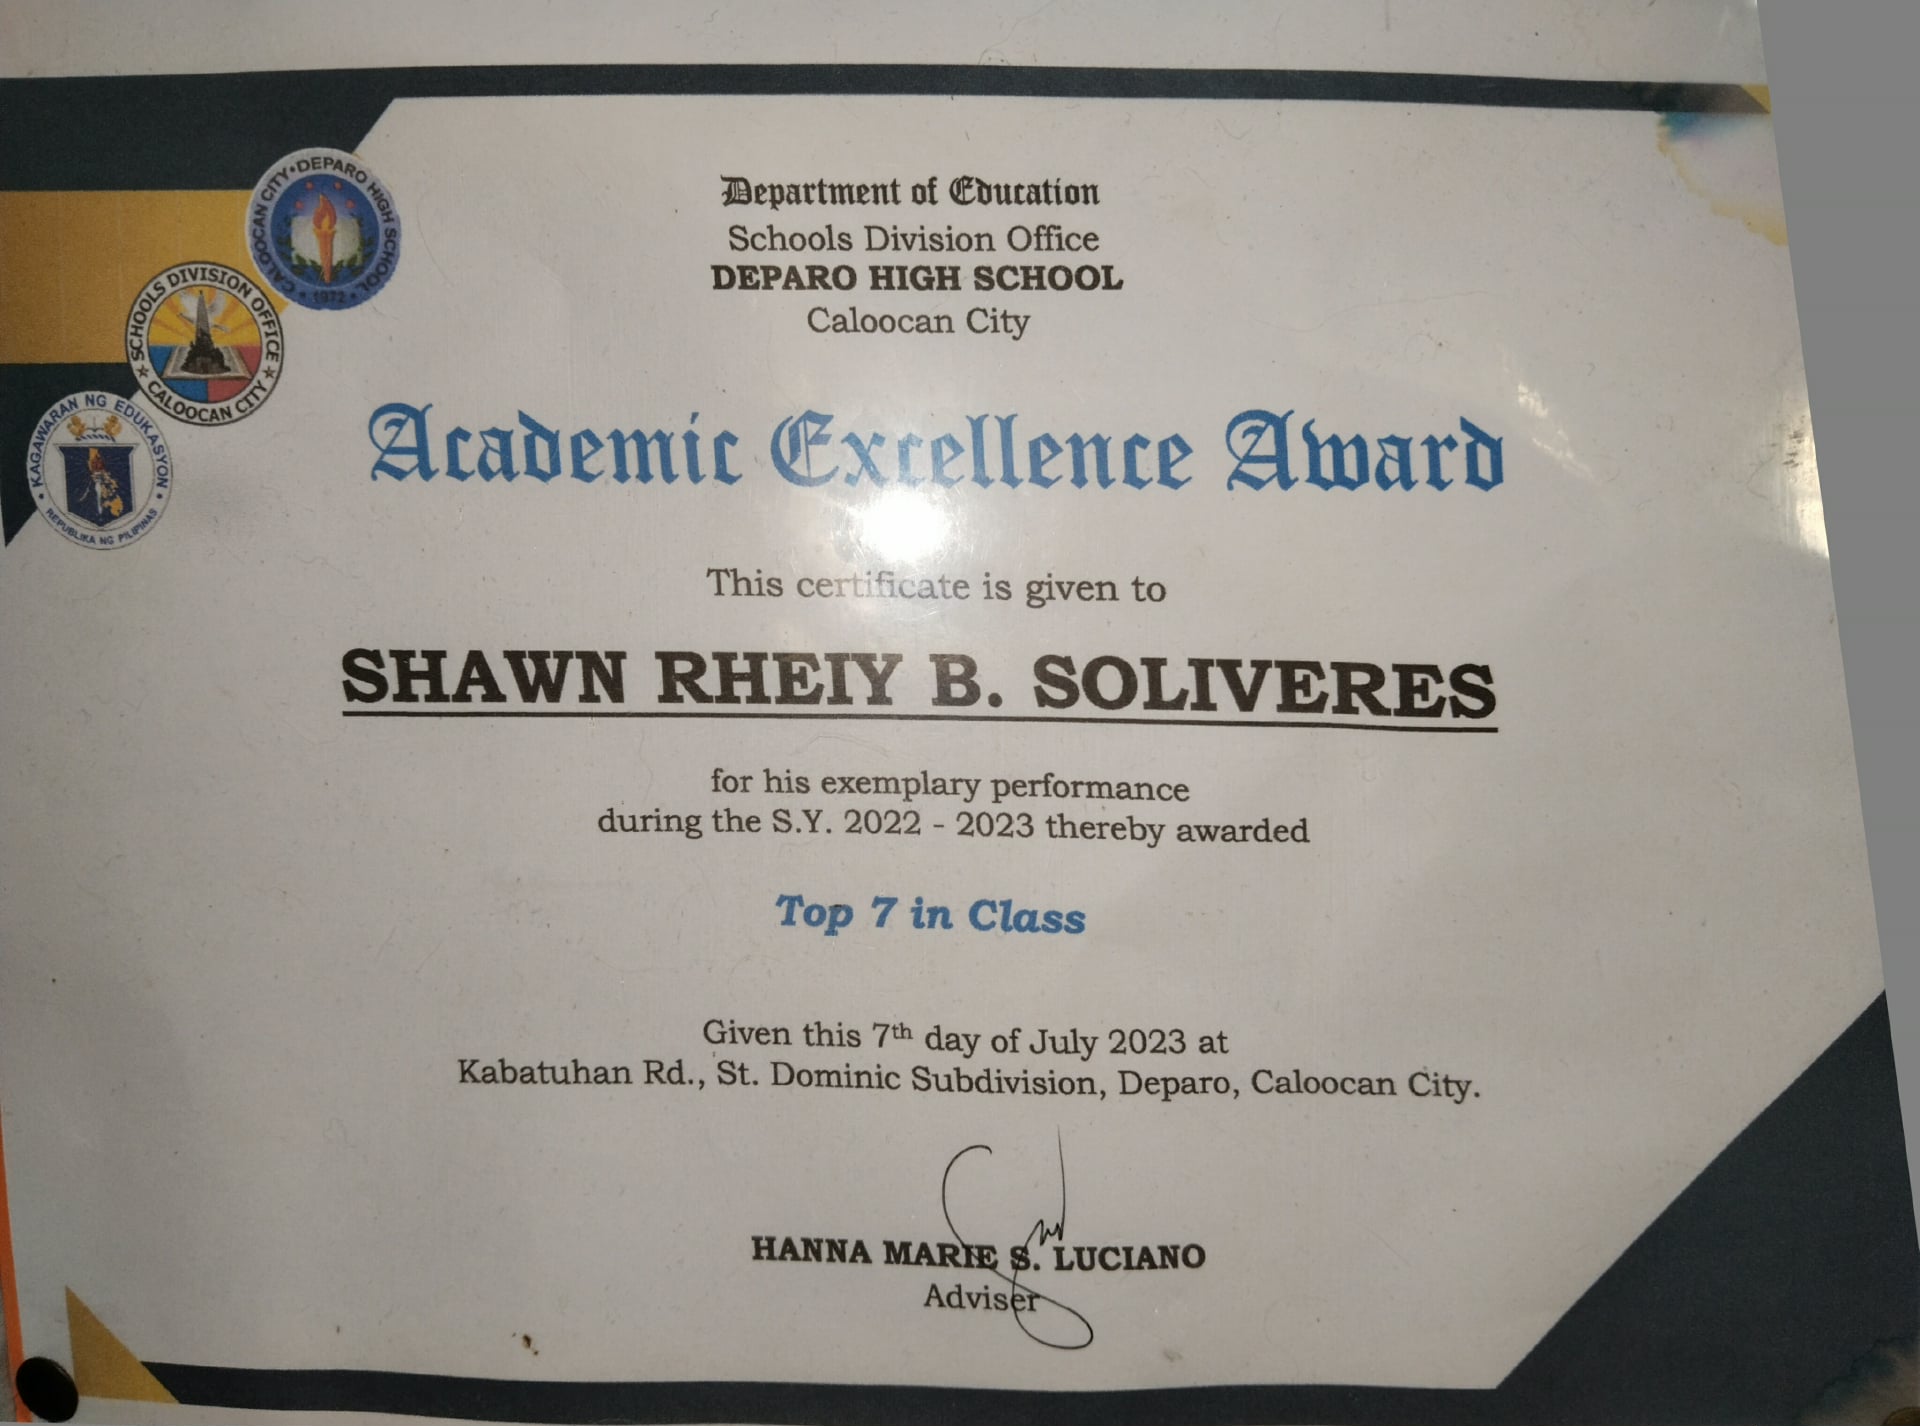 CALOOCAN CITY • DEPARO HIGH SCHOOL
• 1972 •
SCHOOLS DIVISION OFFICE
★ CALOOCAN CITY ★
KAGAWARAN NG EDUKASYON
• REPUBLIKA NG PILIPINAS •
Department of Education
Schools Division Office
DEPARO HIGH SCHOOL
Caloocan City
Academic Excellence Award
This certificate is given to
SHAWN RHEIY B. SOLIVERES
for his exemplary performance
during the S.Y. 2022 - 2023 thereby awarded
Top 7 in Class
Given this 7th day of July 2023 at
Kabatuhan Rd., St. Dominic Subdivision, Deparo, Caloocan City.
HANNA MARIE S. LUCIANO
Adviser